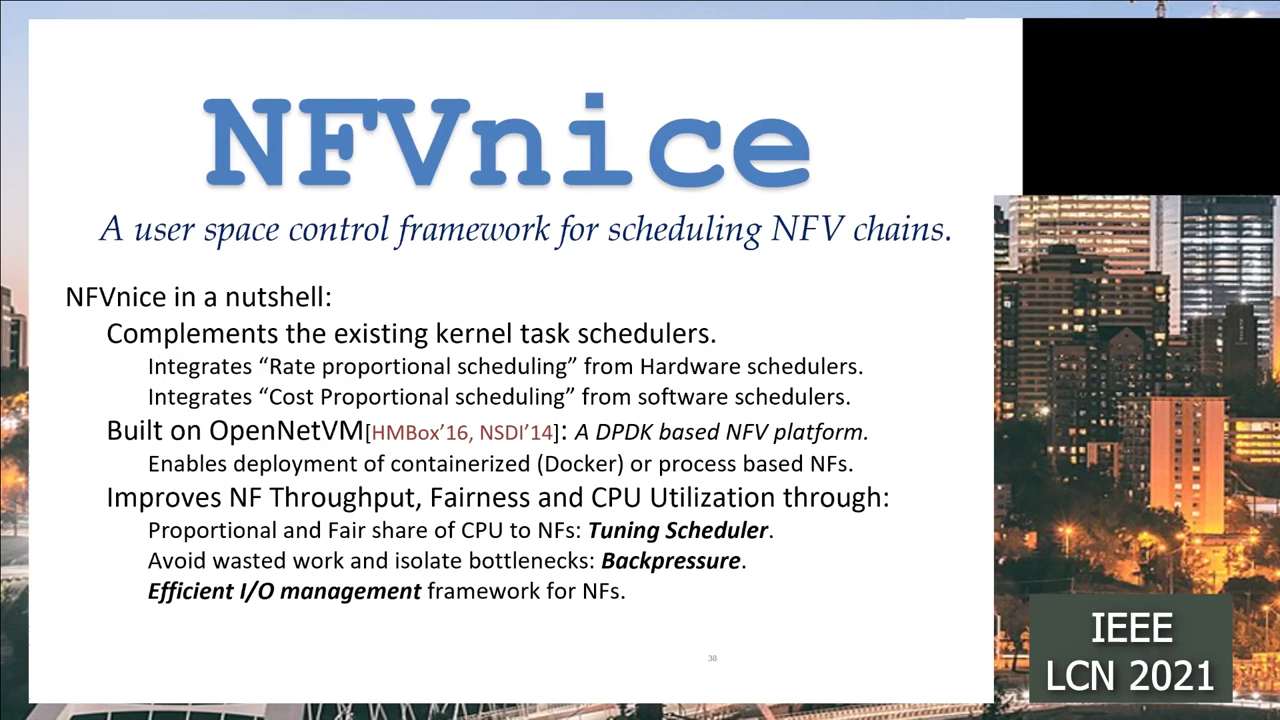 NFVnice
A user space control framework for scheduling NFV chains.
NFVnice in a nutshell:
Complements the existing kernel task schedulers.
Integrates “Rate proportional scheduling” from Hardware schedulers.
Integrates “Cost Proportional scheduling” from software schedulers.
Built on OpenNetVM[HMBox’16, NSDI’14]: A DPDK based NFV platform.
Enables deployment of containerized (Docker) or process based NFs.
Improves NF Throughput, Fairness and CPU Utilization through:
Proportional and Fair share of CPU to NFs: Tuning Scheduler.
Avoid wasted work and isolate bottlenecks: Backpressure.
Efficient I/O management framework for NFs.
38
IEEE
LCN 2021